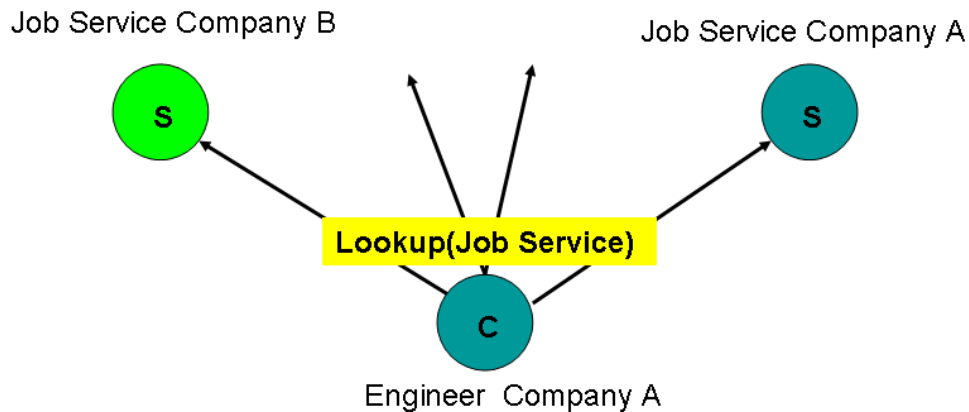 Job Service Company B
Job Service Company A
S
S
Lookup(Job Service)
C
Engineer Company A